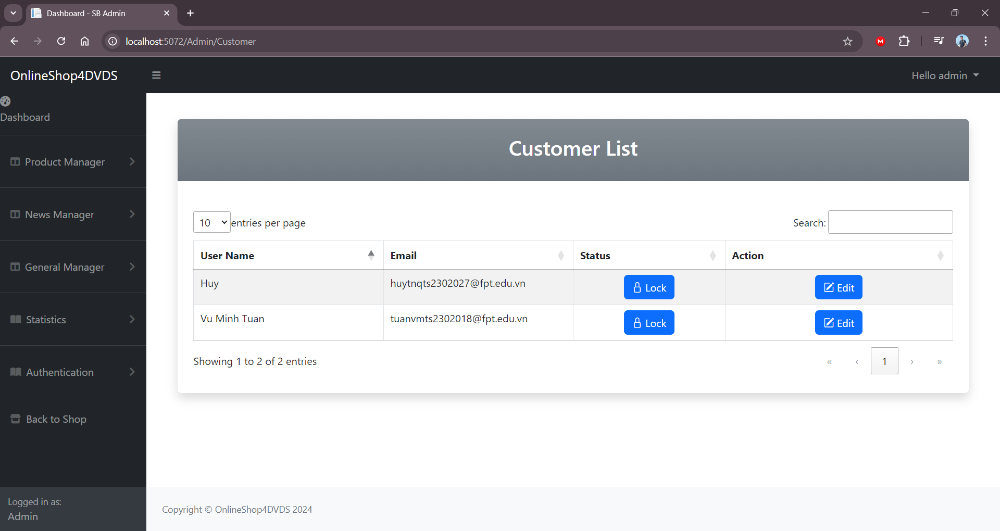 Dashboard - SB Admin
localhost:5072/Admin/Customer
OnlineShop4DVDS
Hello admin
Dashboard
Product Manager
News Manager
General Manager
Statistics
Authentication
Back to Shop
Logged in as:
Admin
Customer List
10 entries per page
Search:
User Name Email Status Action
Huy huytnqts2302027@fpt.edu.vn Lock Edit
Vu Minh Tuan tuanvmts2302018@fpt.edu.vn Lock Edit
Showing 1 to 2 of 2 entries
« ‹ 1 › »
Copyright © OnlineShop4DVDS 2024